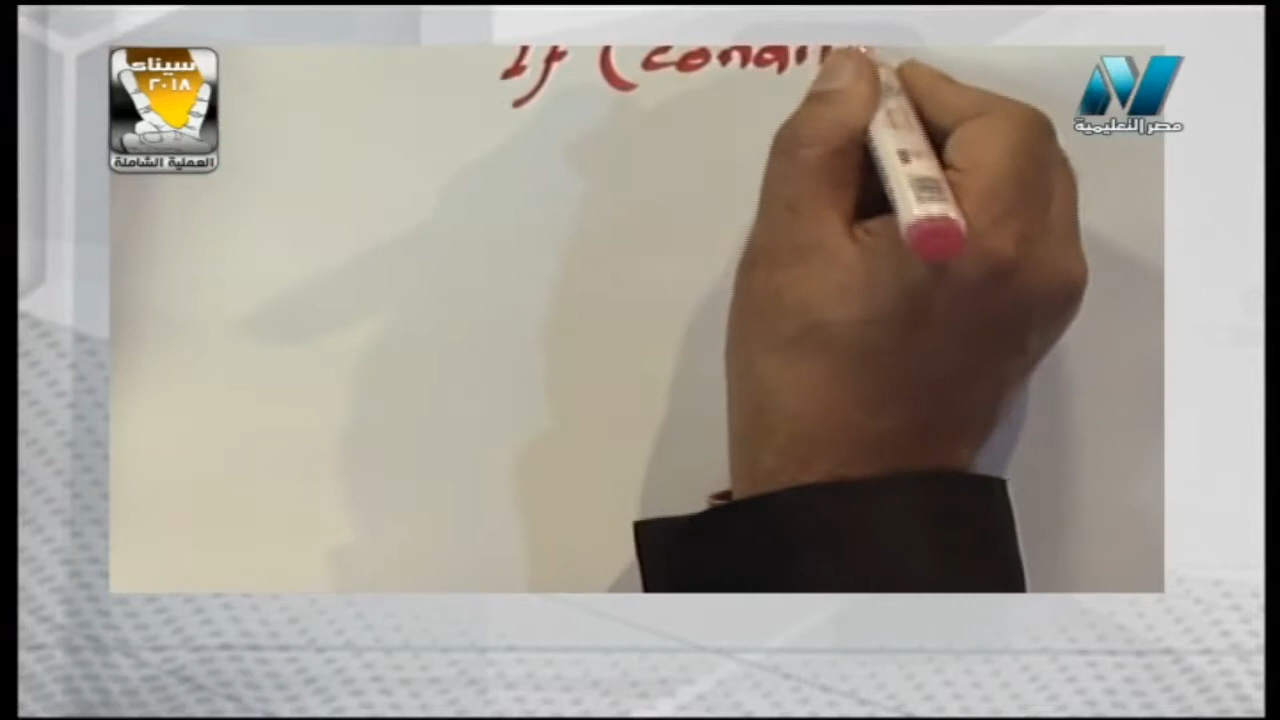 If (condi
سيناء
٢٠١٨
العملية الشاملة
مصر التعليمية